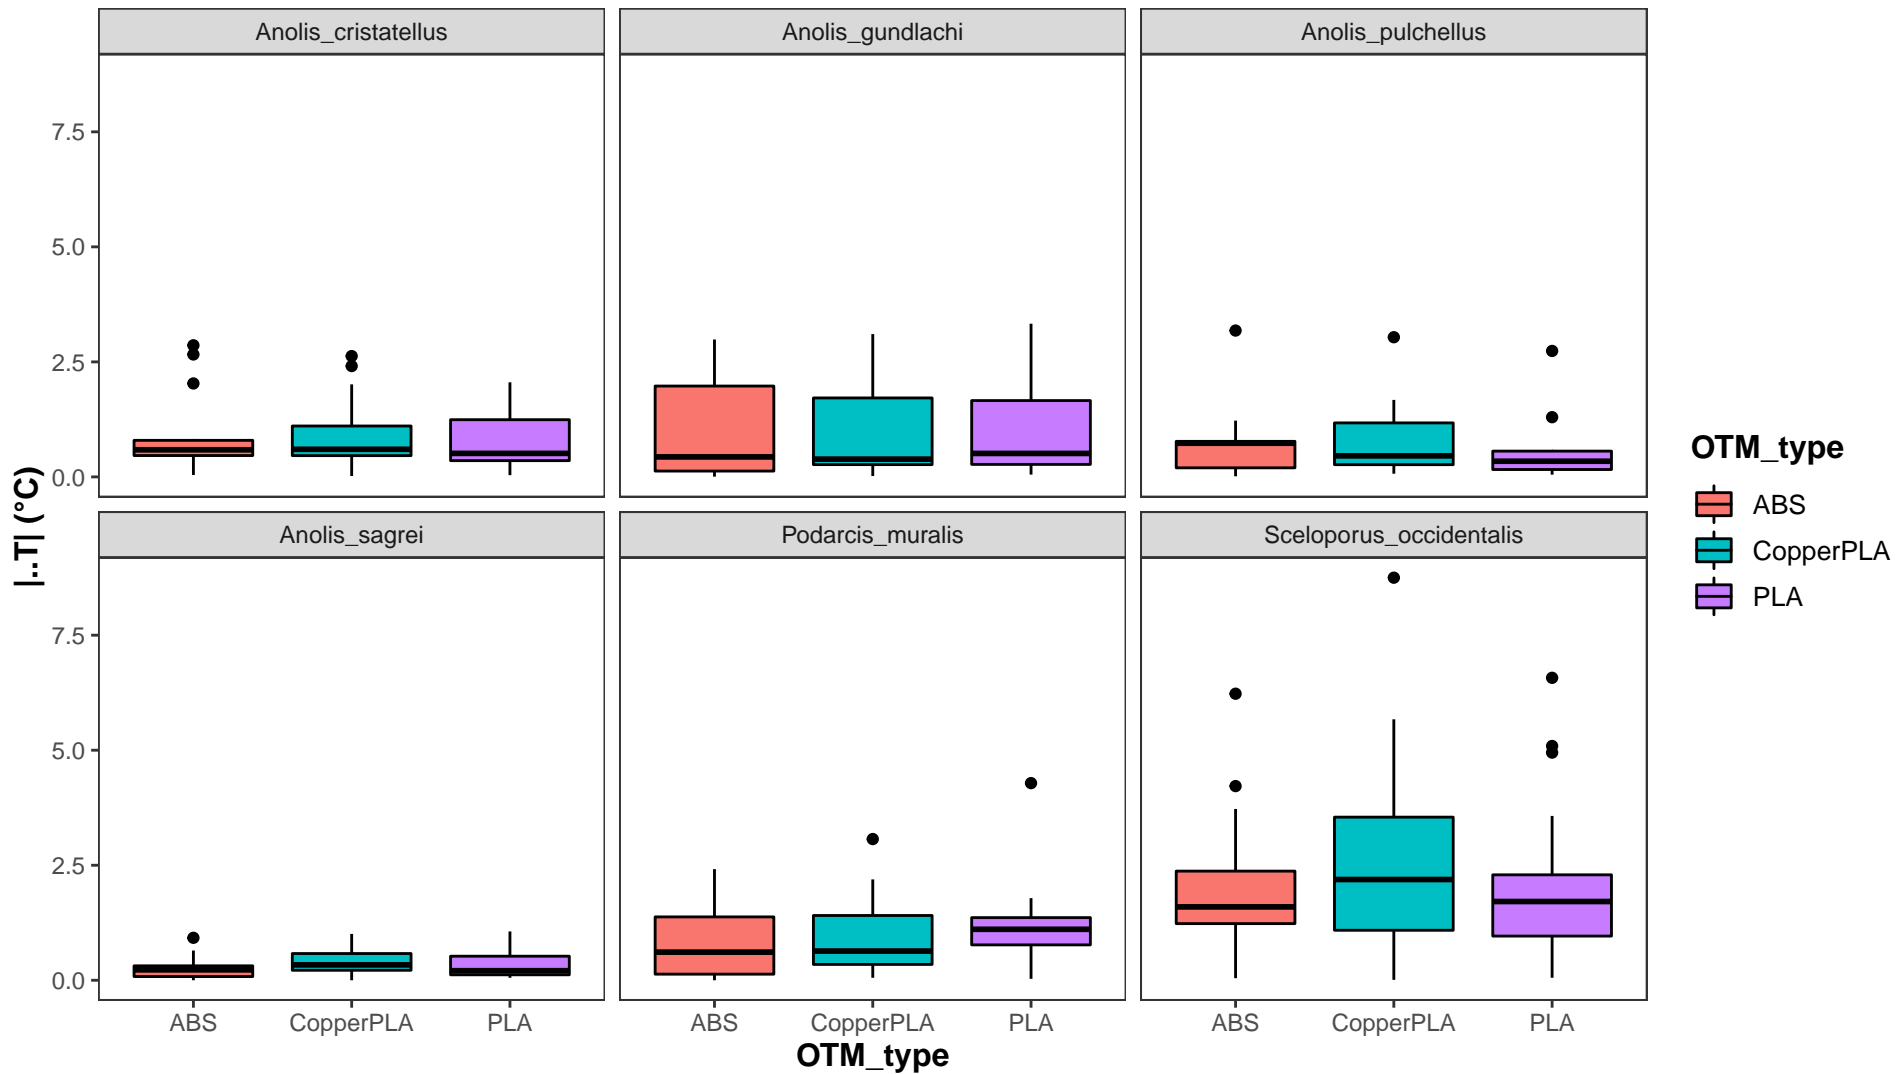 Anolis_cristatellus Anolis_gundlachi Anolis_pulchellus
7.5
5.0
2.5
0.0
Anolis_sagrei Podarcis_muralis Sceloporus_occidentalis
7.5
5.0
2.5
0.0
ABS CopperPLA PLA ABS CopperPLA PLA ABS CopperPLA PLA
OTM_type
|..T| (°C)
OTM_type
ABS
CopperPLA
PLA